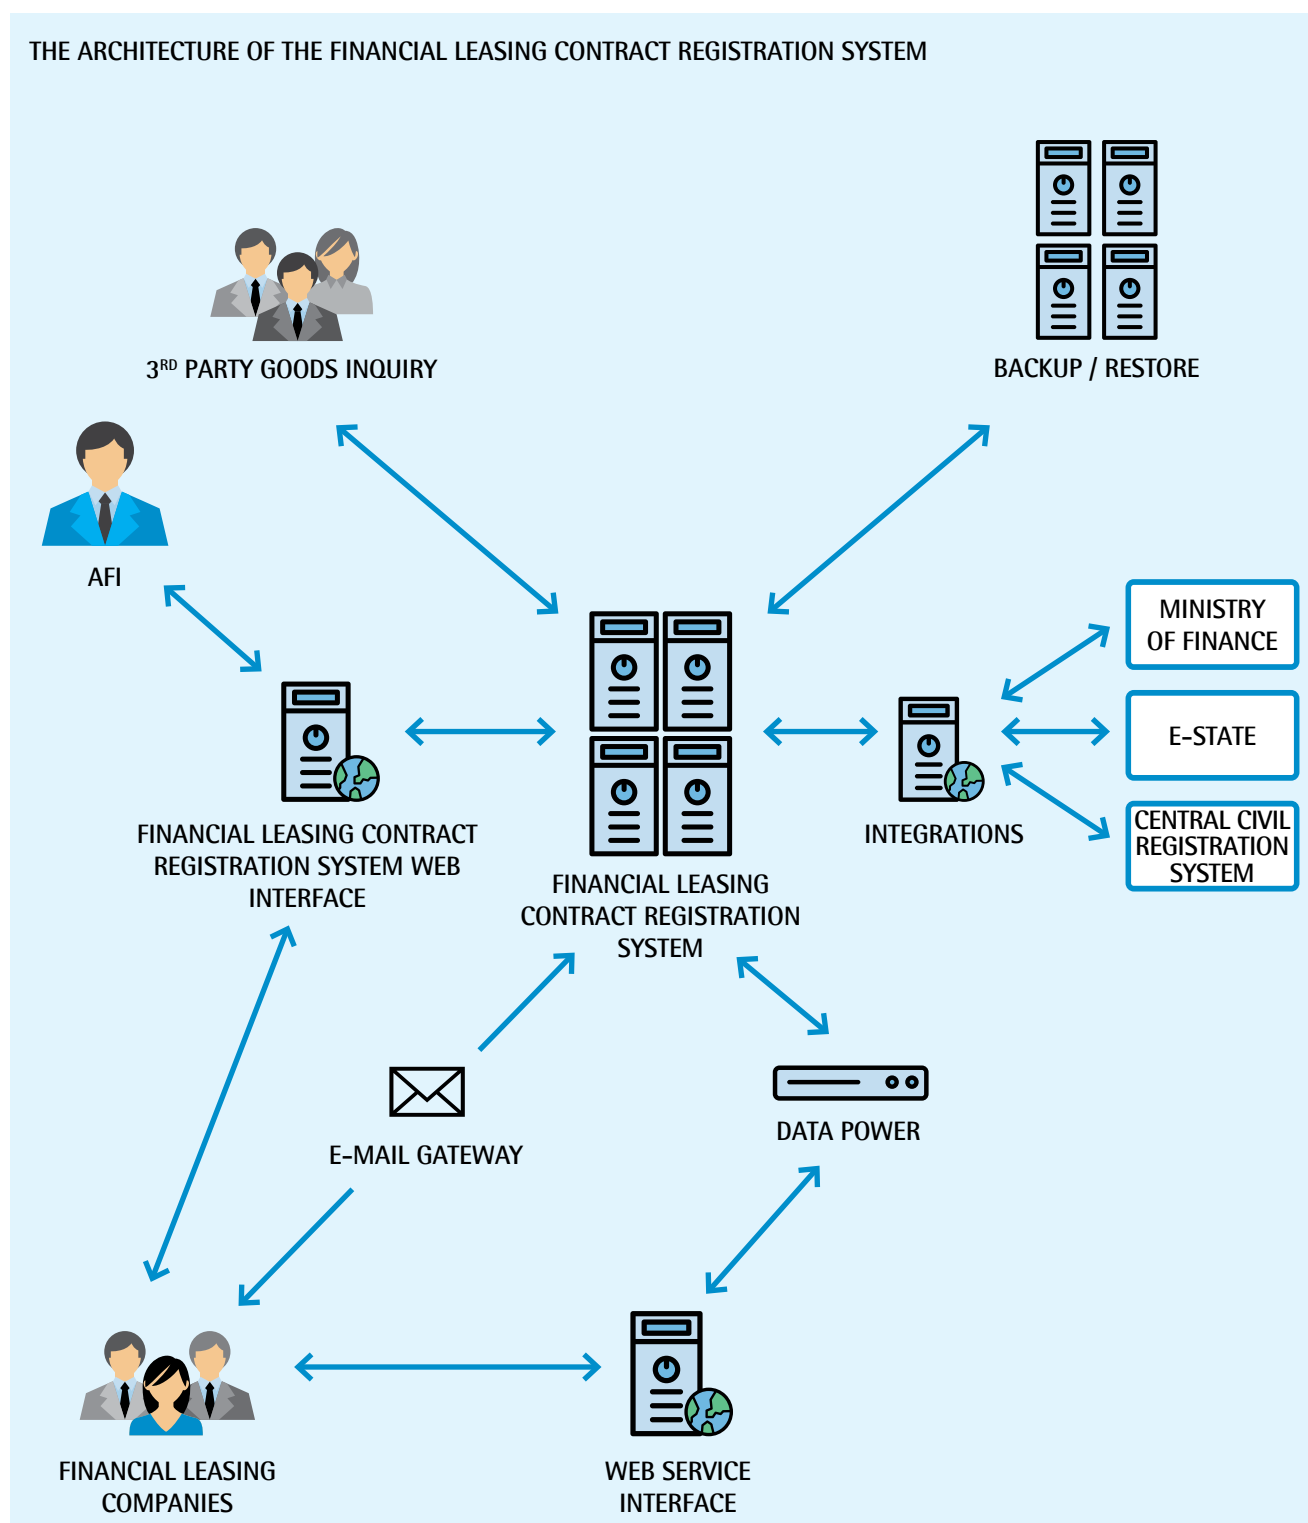 THE ARCHITECTURE OF THE FINANCIAL LEASING CONTRACT REGISTRATION SYSTEM
3RD PARTY GOODS INQUIRY
BACKUP / RESTORE
AFI
MINISTRY
OF FINANCE
E-STATE
CENTRAL CIVIL
REGISTRATION
SYSTEM
FINANCIAL LEASING CONTRACT
REGISTRATION SYSTEM WEB
INTERFACE
INTEGRATIONS
FINANCIAL LEASING
CONTRACT REGISTRATION
SYSTEM
E-MAIL GATEWAY
DATA POWER
FINANCIAL LEASING
COMPANIES
WEB SERVICE
INTERFACE